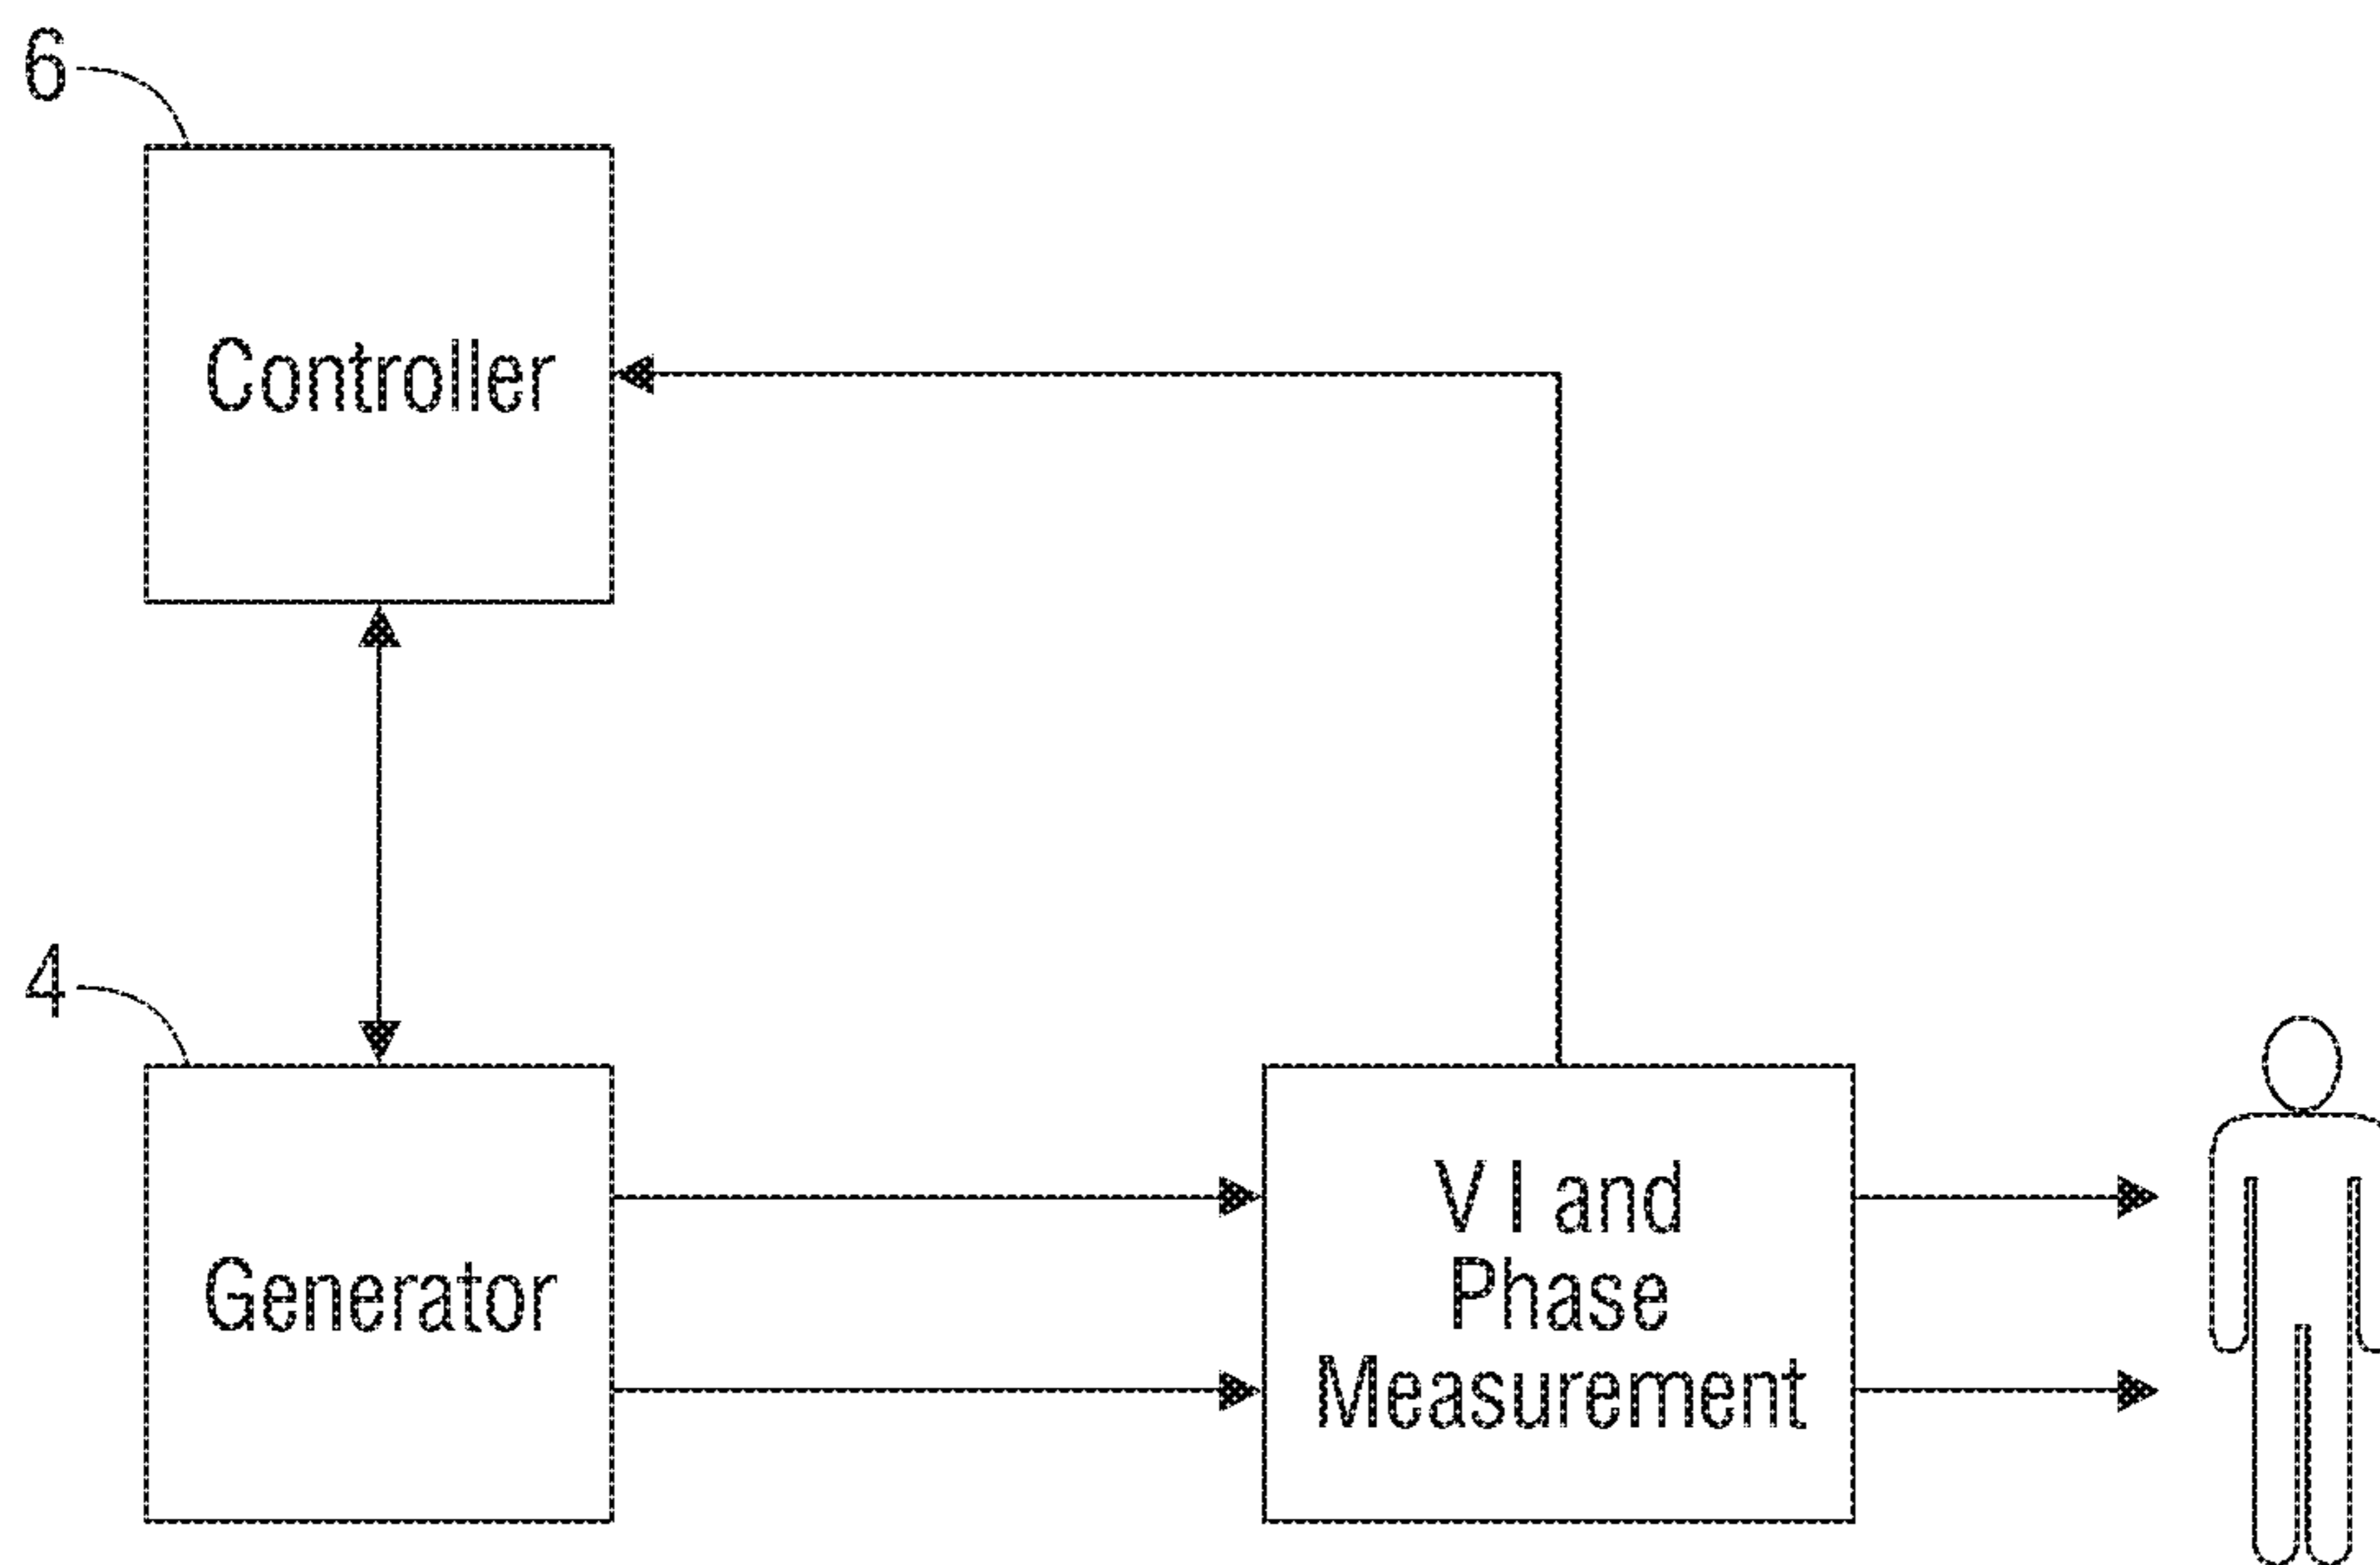 6
Controller
4
Generator
V I and
Phase
Measurement